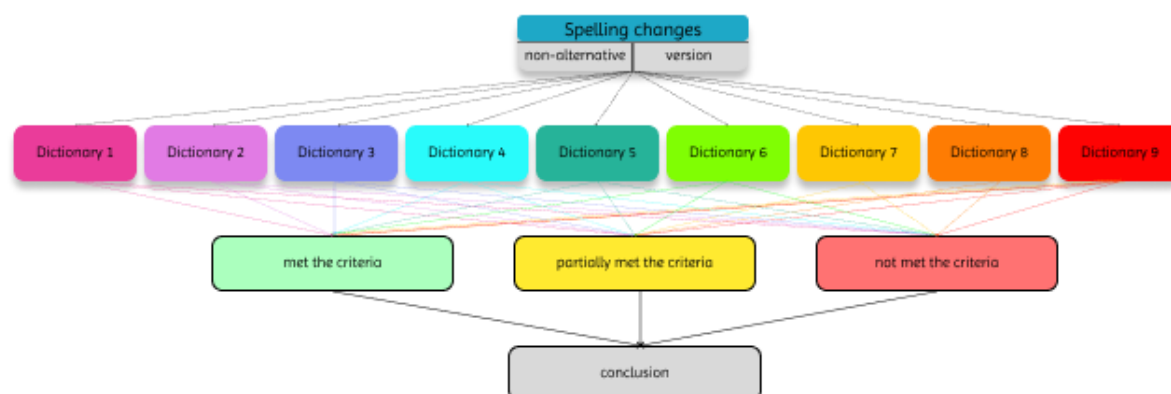 Spelling changes
non-alternative version
Dictionary 1 Dictionary 2 Dictionary 3 Dictionary 4 Dictionary 5 Dictionary 6 Dictionary 7 Dictionary 8 Dictionary 9
met the criteria partially met the criteria not met the criteria
conclusion